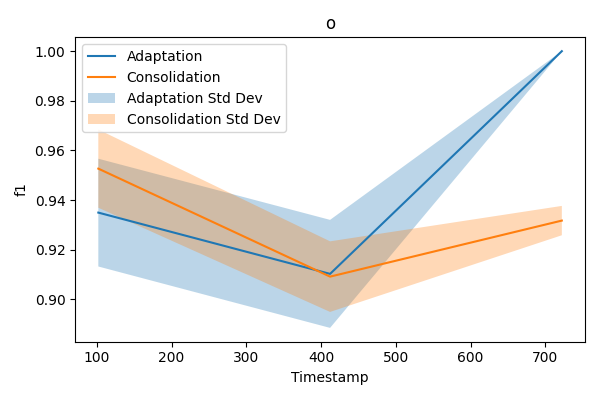 o
1.00
0.98
0.96
0.94
0.92
0.90
f1
Adaptation
Consolidation
Adaptation Std Dev
Consolidation Std Dev
100 200 300 400 500 600 700
Timestamp